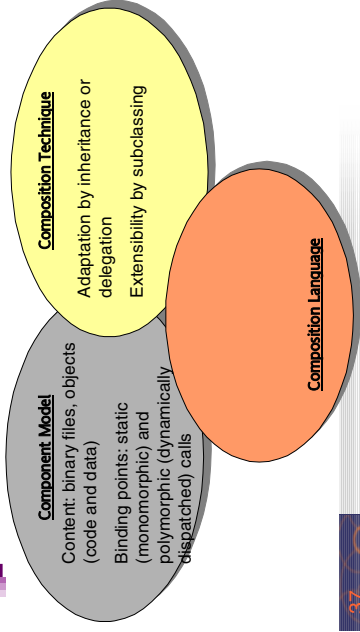 Component Model
Content: binary files, objects
(code and data)
Binding points: static
(monomorphic) and
polymorphic (dynamically
dispatched) calls
Composition Technique
Adaptation by inheritance or
delegation
Extensibility by subclassing
Composition Language
37